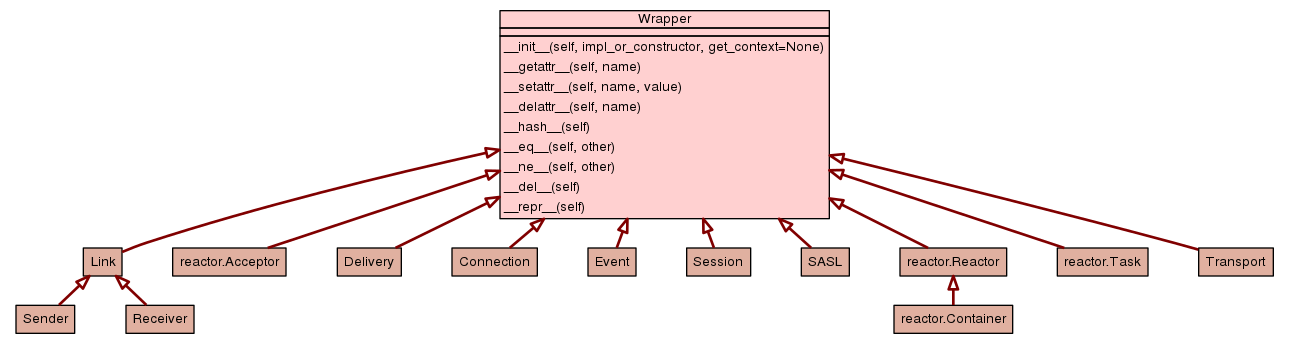 Wrapper
__init__(self, impl_or_constructor, get_context=None)
__getattr__(self, name)
__setattr__(self, name, value)
__delattr__(self, name)
__hash__(self)
__eq__(self, other)
__ne__(self, other)
__del__(self)
__repr__(self)
Link
reactor.Acceptor
Delivery
Connection
Event
Session
SASL
reactor.Reactor
reactor.Task
Transport
Sender
Receiver
reactor.Container